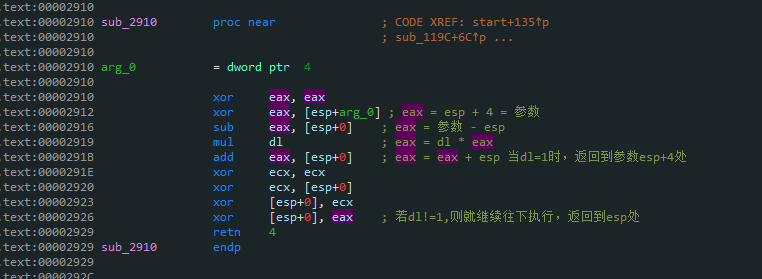 .text:00002910
.text:00002910 sub_2910 proc near ; CODE XREF: start+135↑p
.text:00002910 ; sub_119C+6C↑p ...
.text:00002910
.text:00002910 arg_0 = dword ptr 4
.text:00002910
.text:00002910 xor eax, eax
.text:00002912 xor eax, [esp+arg_0] ; eax = esp + 4 = 参数
.text:00002916 sub eax, [esp+0] ; eax = 参数 - esp
.text:00002919 mul dl ; eax = dl * eax
.text:0000291B add eax, [esp+0] ; eax = eax + esp 当dl=1时，返回到参数esp+4处
.text:0000291E xor ecx, ecx
.text:00002920 xor ecx, [esp+0]
.text:00002923 xor [esp+0], ecx
.text:00002926 xor [esp+0], eax ; 若dl!=1,则就继续往下执行，返回到esp处
.text:00002929 retn 4
.text:00002929 sub_2910 endp
.text:00002929
.text:0000292C